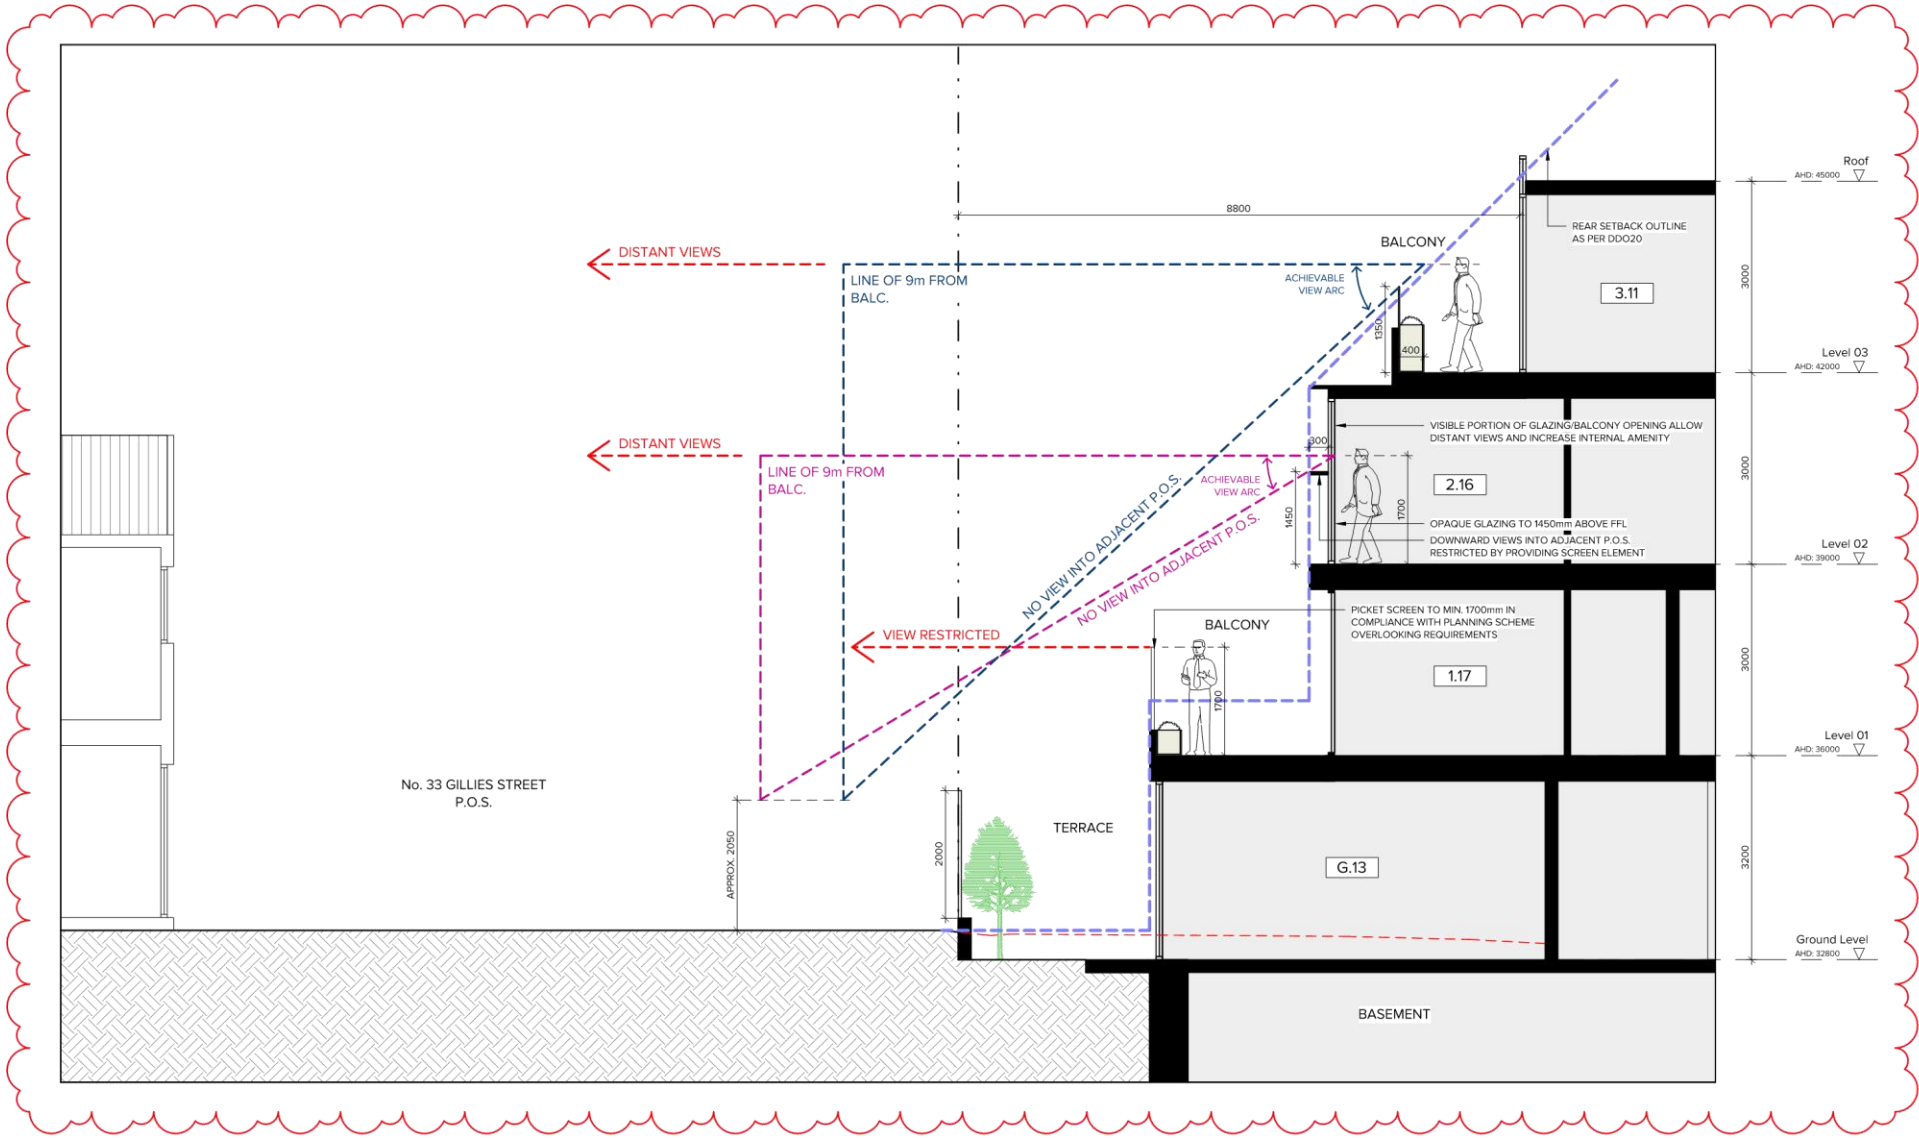 Roof
AHD: 45000
8800
REAR SETBACK OUTLINE
AS PER DDO20
BALCONY
DISTANT VIEWS
LINE OF 9m FROM
BALC.
ACHIEVABLE
VIEW ARC
3000
3.11
1350
400
Level 03
AHD: 42000
VISIBLE PORTION OF GLAZING/BALCONY OPENING ALLOW
DISTANT VIEWS AND INCREASE INTERNAL AMENITY
300
DISTANT VIEWS
LINE OF 9m FROM
BALC.
ACHIEVABLE
VIEW ARC
3000
2.16
1450
1700
OPAQUE GLAZING TO 1450mm ABOVE FFL
DOWNWARD VIEWS INTO ADJACENT P.O.S.
RESTRICTED BY PROVIDING SCREEN ELEMENT
NO VIEW INTO ADJACENT P.O.S.
NO VIEW INTO ADJACENT P.O.S.
Level 02
AHD: 39000
PICKET SCREEN TO MIN. 1700mm IN
COMPLIANCE WITH PLANNING SCHEME
OVERLOOKING REQUIREMENTS
BALCONY
VIEW RESTRICTED
3000
1.17
1700
Level 01
AHD: 36000
No. 33 GILLIES STREET
P.O.S.
TERRACE
APPROX. 2050
2000
G.13
3200
Ground Level
AHD: 32800
BASEMENT